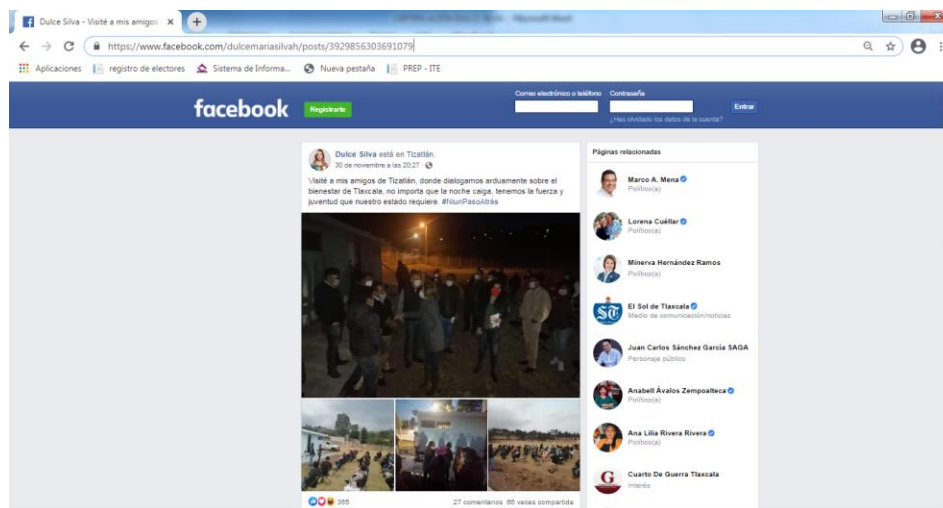 Dulce Silva - Visité a mis amigos
https://www.facebook.com/dulcemariasilvah/posts/3929856303691079
Aplicaciones registro de electores Sistema de Informa... Nueva pestaña PREP - ITE
facebook Registrarte
Correo electrónico o teléfono Contraseña
Entrar
¿Has olvidado los datos de la cuenta?
Dulce Silva está en Tizatlán.
30 de noviembre a las 20:27
Visité a mis amigos de Tizatlán, donde dialogamos arduamente sobre el
bienestar de Tlaxcala, no importa que la noche caiga, tenemos la fuerza y
juventud que nuestro estado requiere. #NiunPasoAtrás
365 27 comentarios 66 veces compartida
Páginas relacionadas
Marco A. Mena
Político(a)
Lorena Cuéllar
Político(a)
Minerva Hernández Ramos
Político(a)
El Sol de Tlaxcala
Medio de comunicación/noticias
Juan Carlos Sánchez García SAGA
Personaje público
Anabell Ávalos Zempoalteca
Político(a)
Ana Lilia Rivera Rivera
Político(a)
Cuarto De Guerra Tlaxcala
Interés